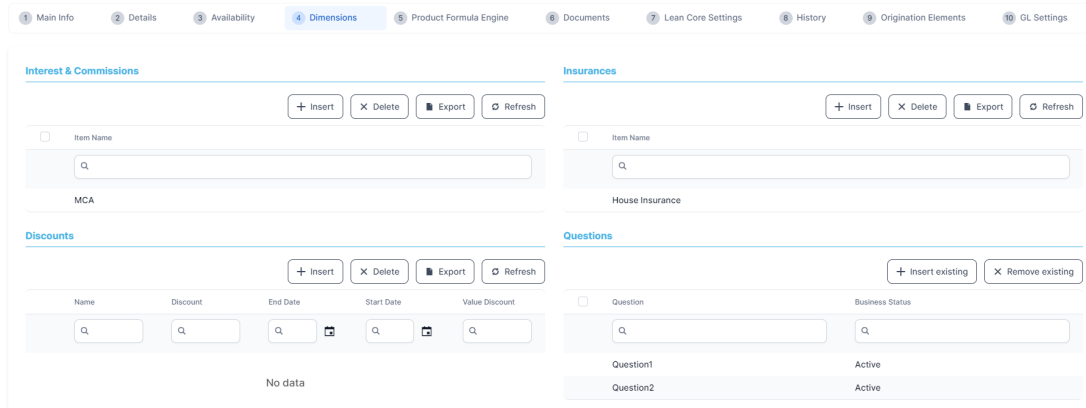 1 Main Info 2 Details 3 Availability 4 Dimensions 5 Product Formula Engine 6 Documents 7 Lean Core Settings 8 History 9 Origination Elements 10 GL Settings
Interest & Commissions
Insert Delete Export Refresh
Item Name
MCA
Insurances
Insert Delete Export Refresh
Item Name
House Insurance
Discounts
Insert Delete Export Refresh
Name Discount End Date Start Date Value Discount
No data
Questions
Insert existing Remove existing
Question Business Status
Question1 Active
Question2 Active